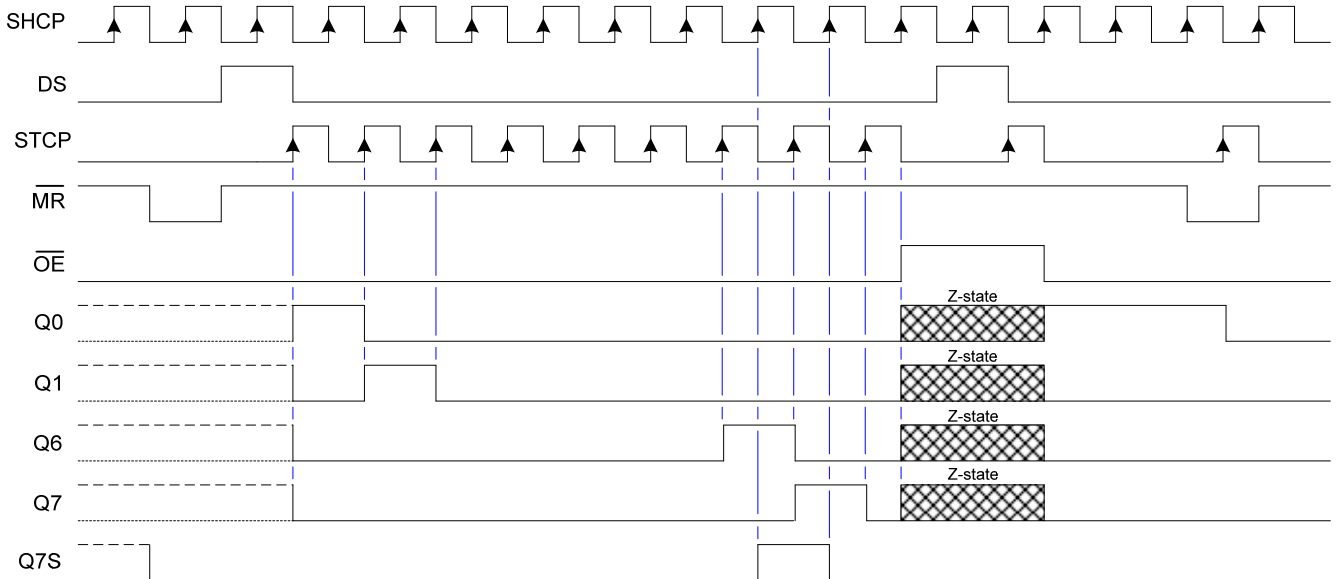 SHCP
DS
STCP
MR
OE
Z-state
Q0
Z-state
Q1
Z-state
Q6
Z-state
Q7
Q7S